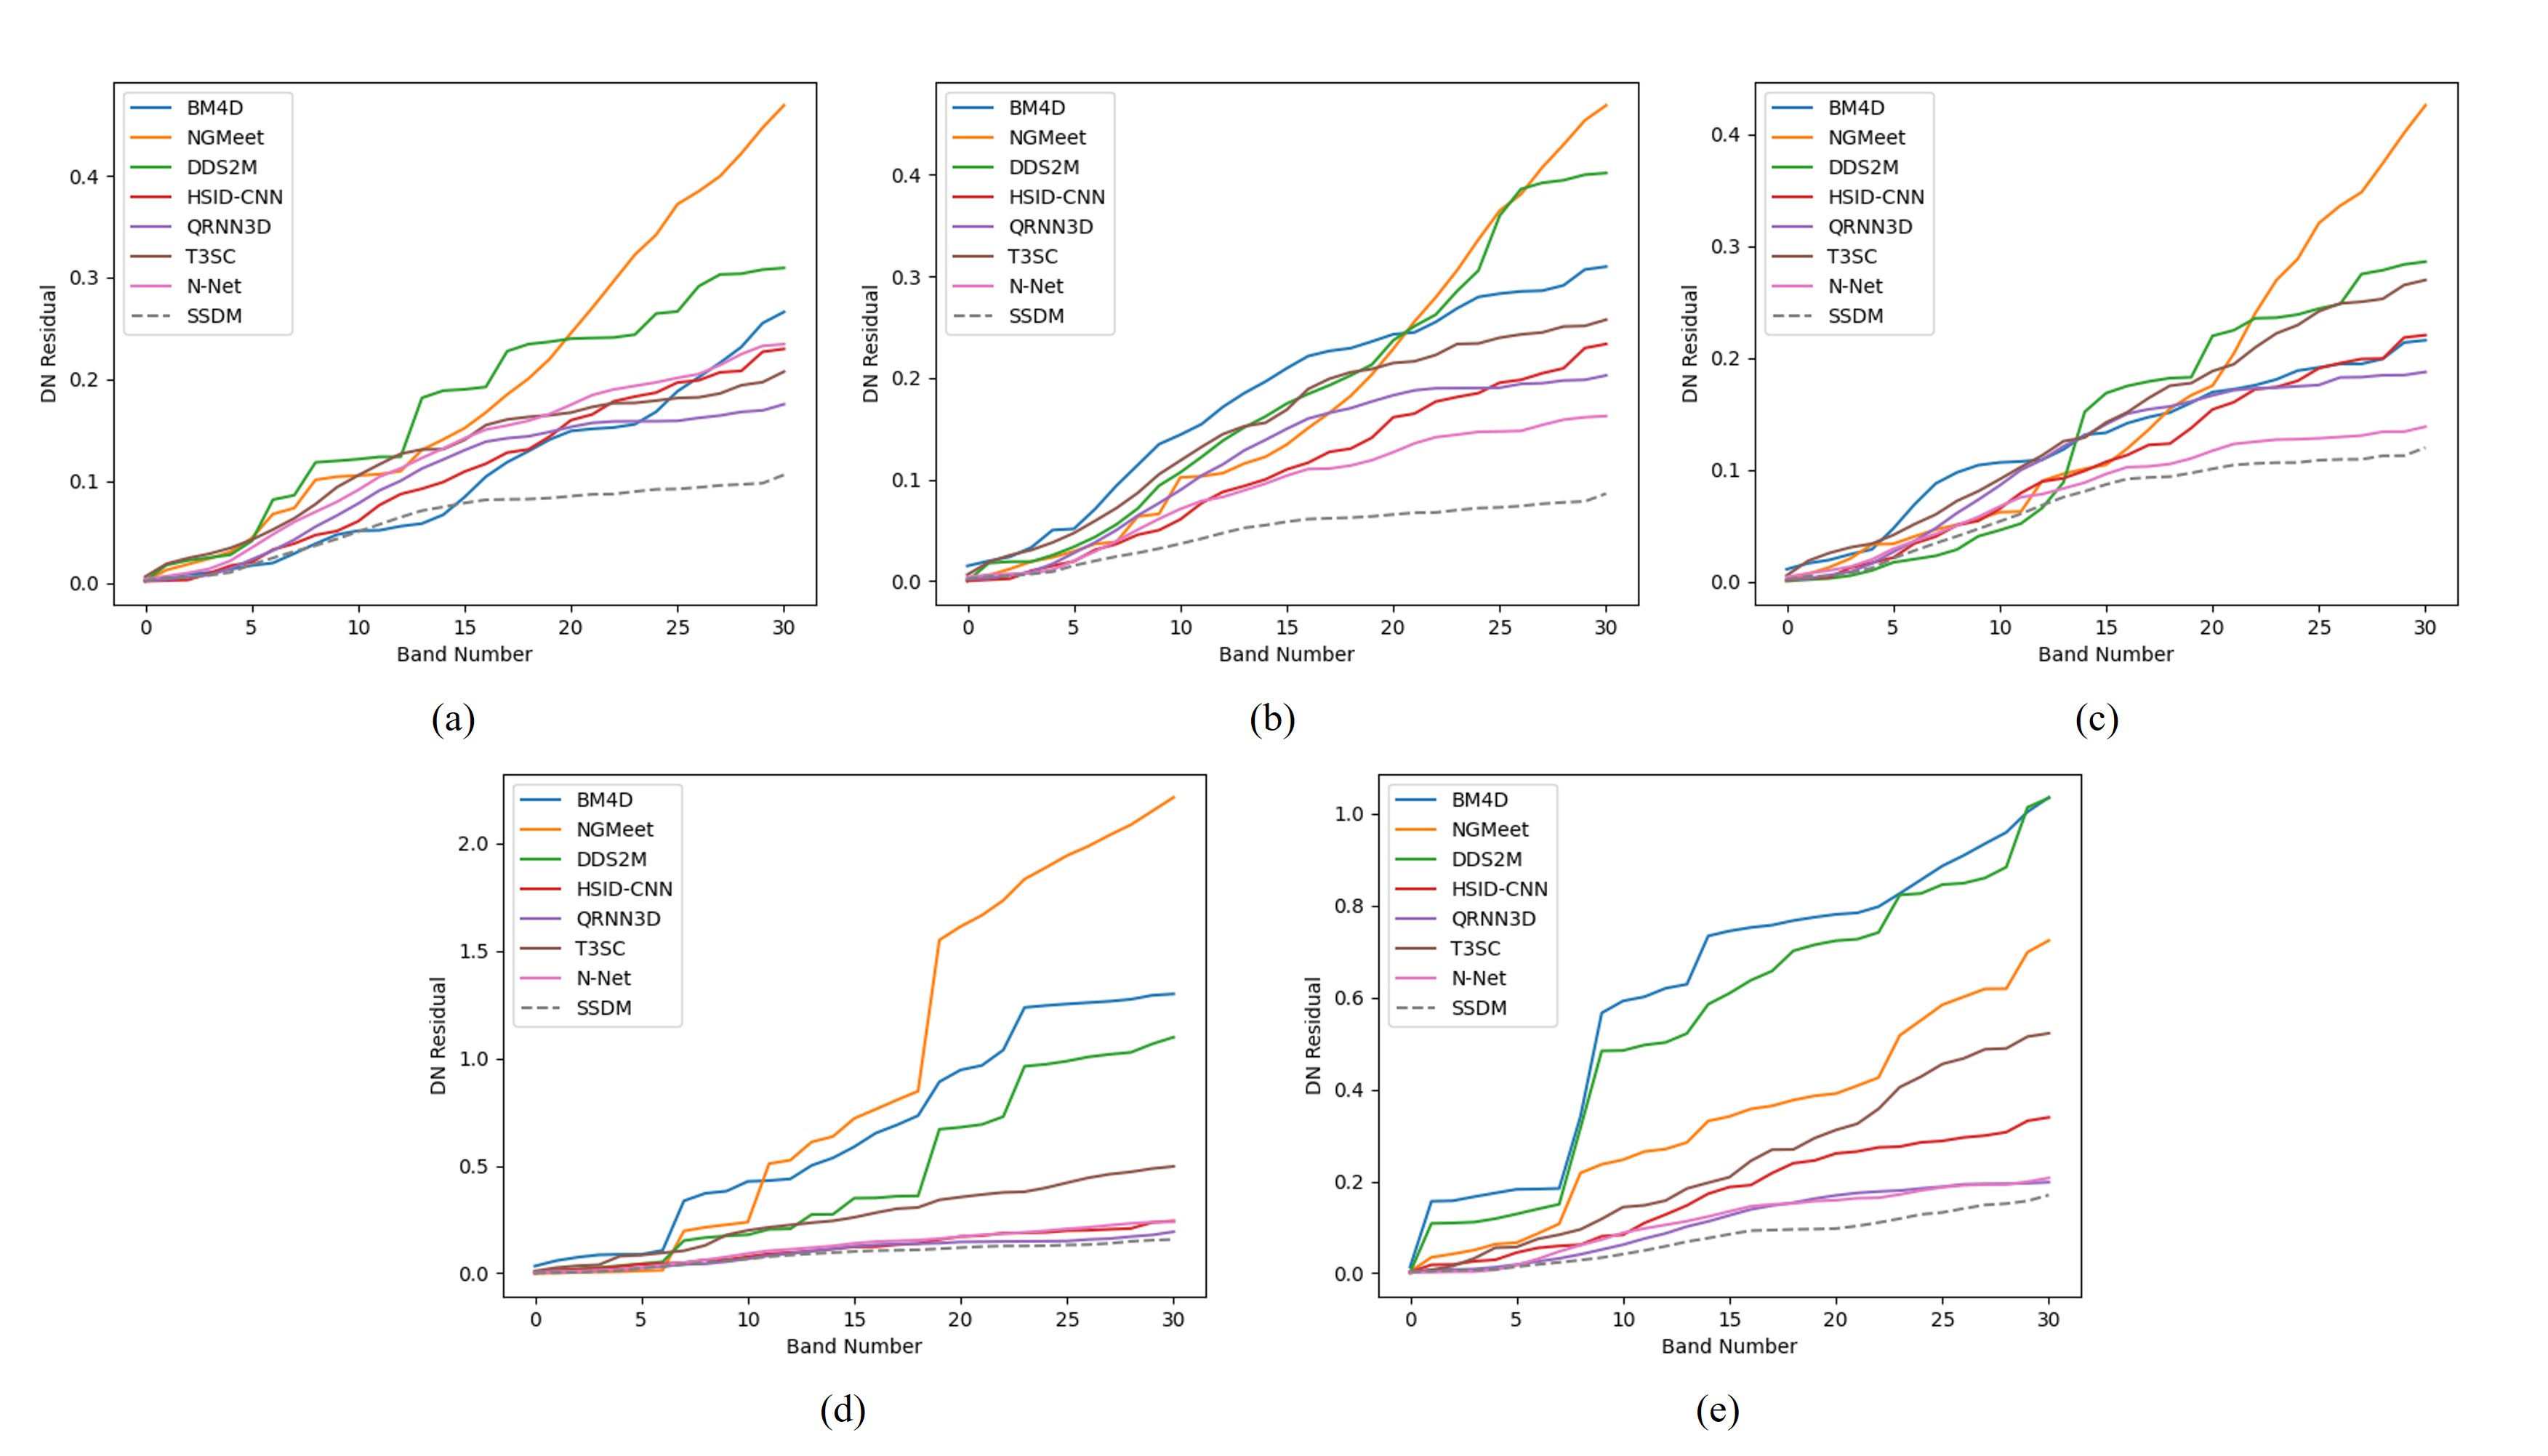 BM4D
NGMeet
DDS2M
HSID-CNN
QRNN3D
T3SC
N-Net
SSDM
DN Residual
0.4
0.3
0.2
0.1
0.0
0 5 10 15 20 25 30
Band Number
(a)
BM4D
NGMeet
DDS2M
HSID-CNN
QRNN3D
T3SC
N-Net
SSDM
DN Residual
0.4
0.3
0.2
0.1
0.0
0 5 10 15 20 25 30
Band Number
(b)
BM4D
NGMeet
DDS2M
HSID-CNN
QRNN3D
T3SC
N-Net
SSDM
DN Residual
0.4
0.3
0.2
0.1
0.0
0 5 10 15 20 25 30
Band Number
(c)
BM4D
NGMeet
DDS2M
HSID-CNN
QRNN3D
T3SC
N-Net
SSDM
DN Residual
2.0
1.5
1.0
0.5
0.0
0 5 10 15 20 25 30
Band Number
(d)
BM4D
NGMeet
DDS2M
HSID-CNN
QRNN3D
T3SC
N-Net
SSDM
DN Residual
1.0
0.8
0.6
0.4
0.2
0.0
0 5 10 15 20 25 30
Band Number
(e)